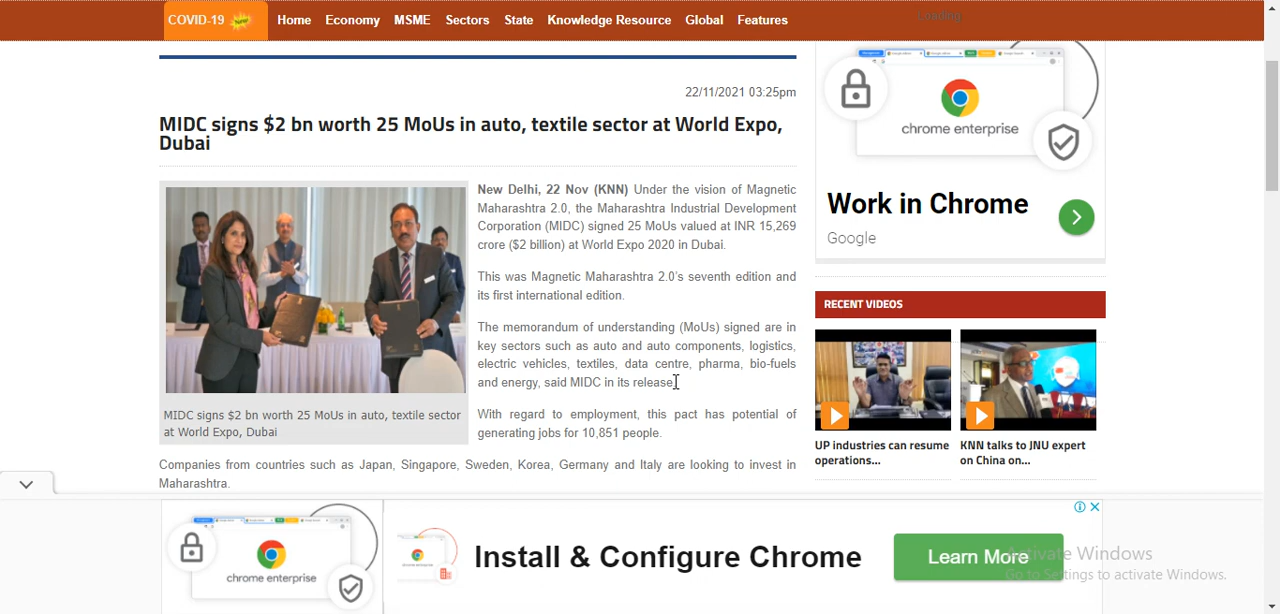 COVID-19 New Home Economy MSME Sectors State Knowledge Resource Global Features
Loading
22/11/2021 03:25pm
MIDC signs $2 bn worth 25 MoUs in auto, textile sector at World Expo,
Dubai
New Delhi, 22 Nov (KNN) Under the vision of Magnetic
Maharashtra 2.0, the Maharashtra Industrial Development
Corporation (MIDC) signed 25 MoUs valued at INR 15,269
crore ($2 billion) at World Expo 2020 in Dubai.
This was Magnetic Maharashtra 2.0's seventh edition and
its first international edition.
The memorandum of understanding (MoUs) signed are in
key sectors such as auto and auto components, logistics,
electric vehicles, textiles, data centre, pharma, bio-fuels
and energy, said MIDC in its release.
With regard to employment, this pact has potential of
generating jobs for 10,851 people.
MIDC signs $2 bn worth 25 MoUs in auto, textile sector
at World Expo, Dubai
Companies from countries such as Japan, Singapore, Sweden, Korea, Germany and Italy are looking to invest in
Maharashtra.
chrome enterprise
Work in Chrome
Google
RECENT VIDEOS
UP industries can resume
operations...
KNN talks to JNU expert
on China on...
chrome enterprise
Install & Configure Chrome
Learn More
Activate Windows
Go to Settings to activate Windows.